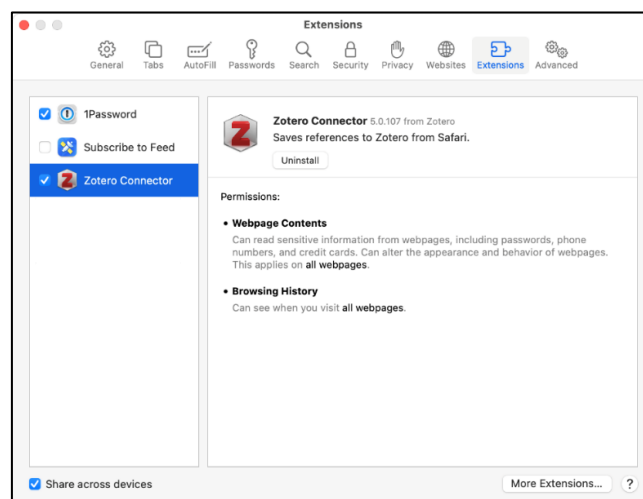 Extensions
General Tabs AutoFill Passwords Search Security Privacy Websites Extensions Advanced
1Password
Subscribe to Feed
Zotero Connector
Zotero Connector 5.0.107 from Zotero
Saves references to Zotero from Safari.
Uninstall
Permissions:
• Webpage Contents
Can read sensitive information from webpages, including passwords, phone
numbers, and credit cards. Can alter the appearance and behavior of webpages.
This applies on all webpages.
• Browsing History
Can see when you visit all webpages.
Share across devices
More Extensions... ?